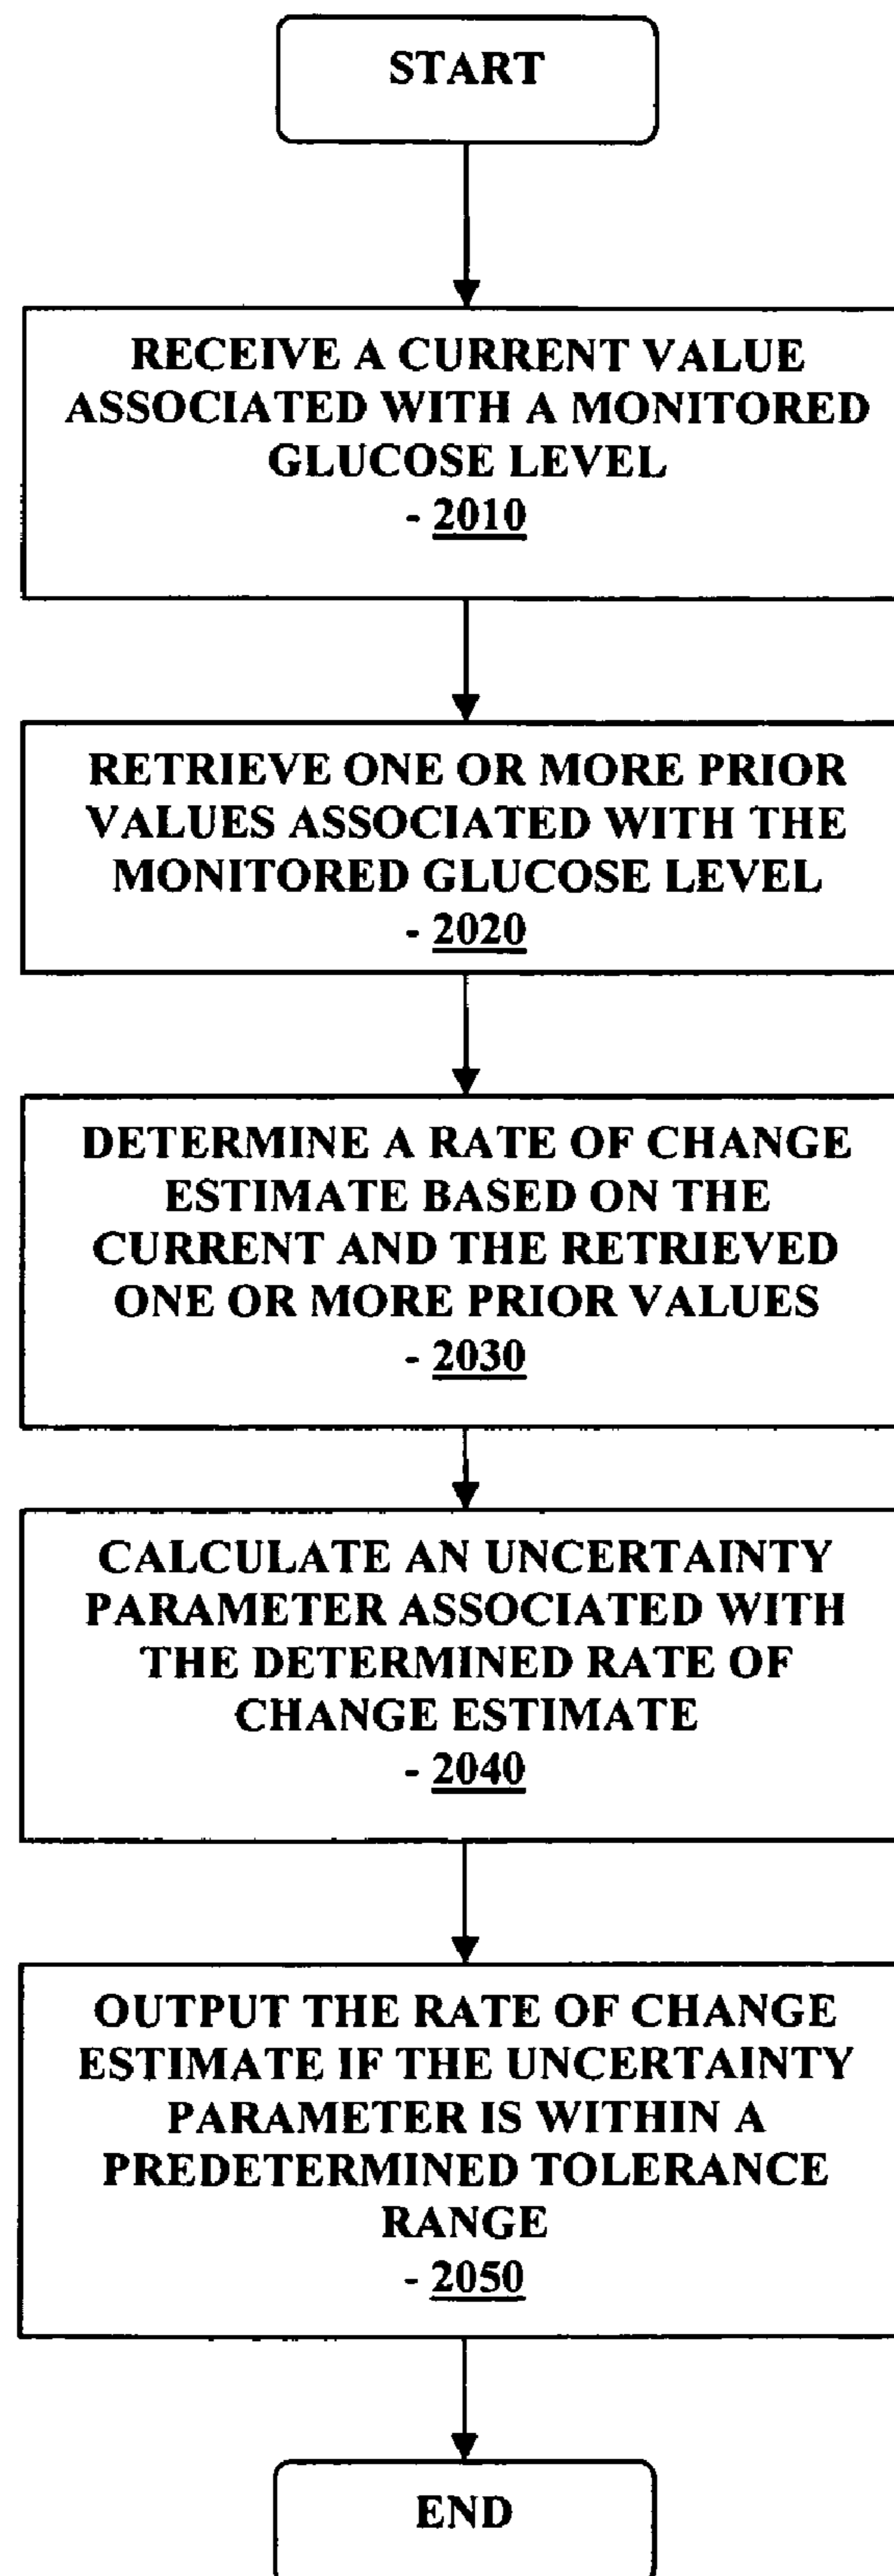 START
RECEIVE A CURRENT VALUE
ASSOCIATED WITH A MONITORED
GLUCOSE LEVEL
- 2010
RETRIEVE ONE OR MORE PRIOR
VALUES ASSOCIATED WITH THE
MONITORED GLUCOSE LEVEL
- 2020
DETERMINE A RATE OF CHANGE
ESTIMATE BASED ON THE
CURRENT AND THE RETRIEVED
ONE OR MORE PRIOR VALUES
- 2030
CALCULATE AN UNCERTAINTY
PARAMETER ASSOCIATED WITH
THE DETERMINED RATE OF
CHANGE ESTIMATE
- 2040
OUTPUT THE RATE OF CHANGE
ESTIMATE IF THE UNCERTAINTY
PARAMETER IS WITHIN A
PREDETERMINED TOLERANCE
RANGE
- 2050
END